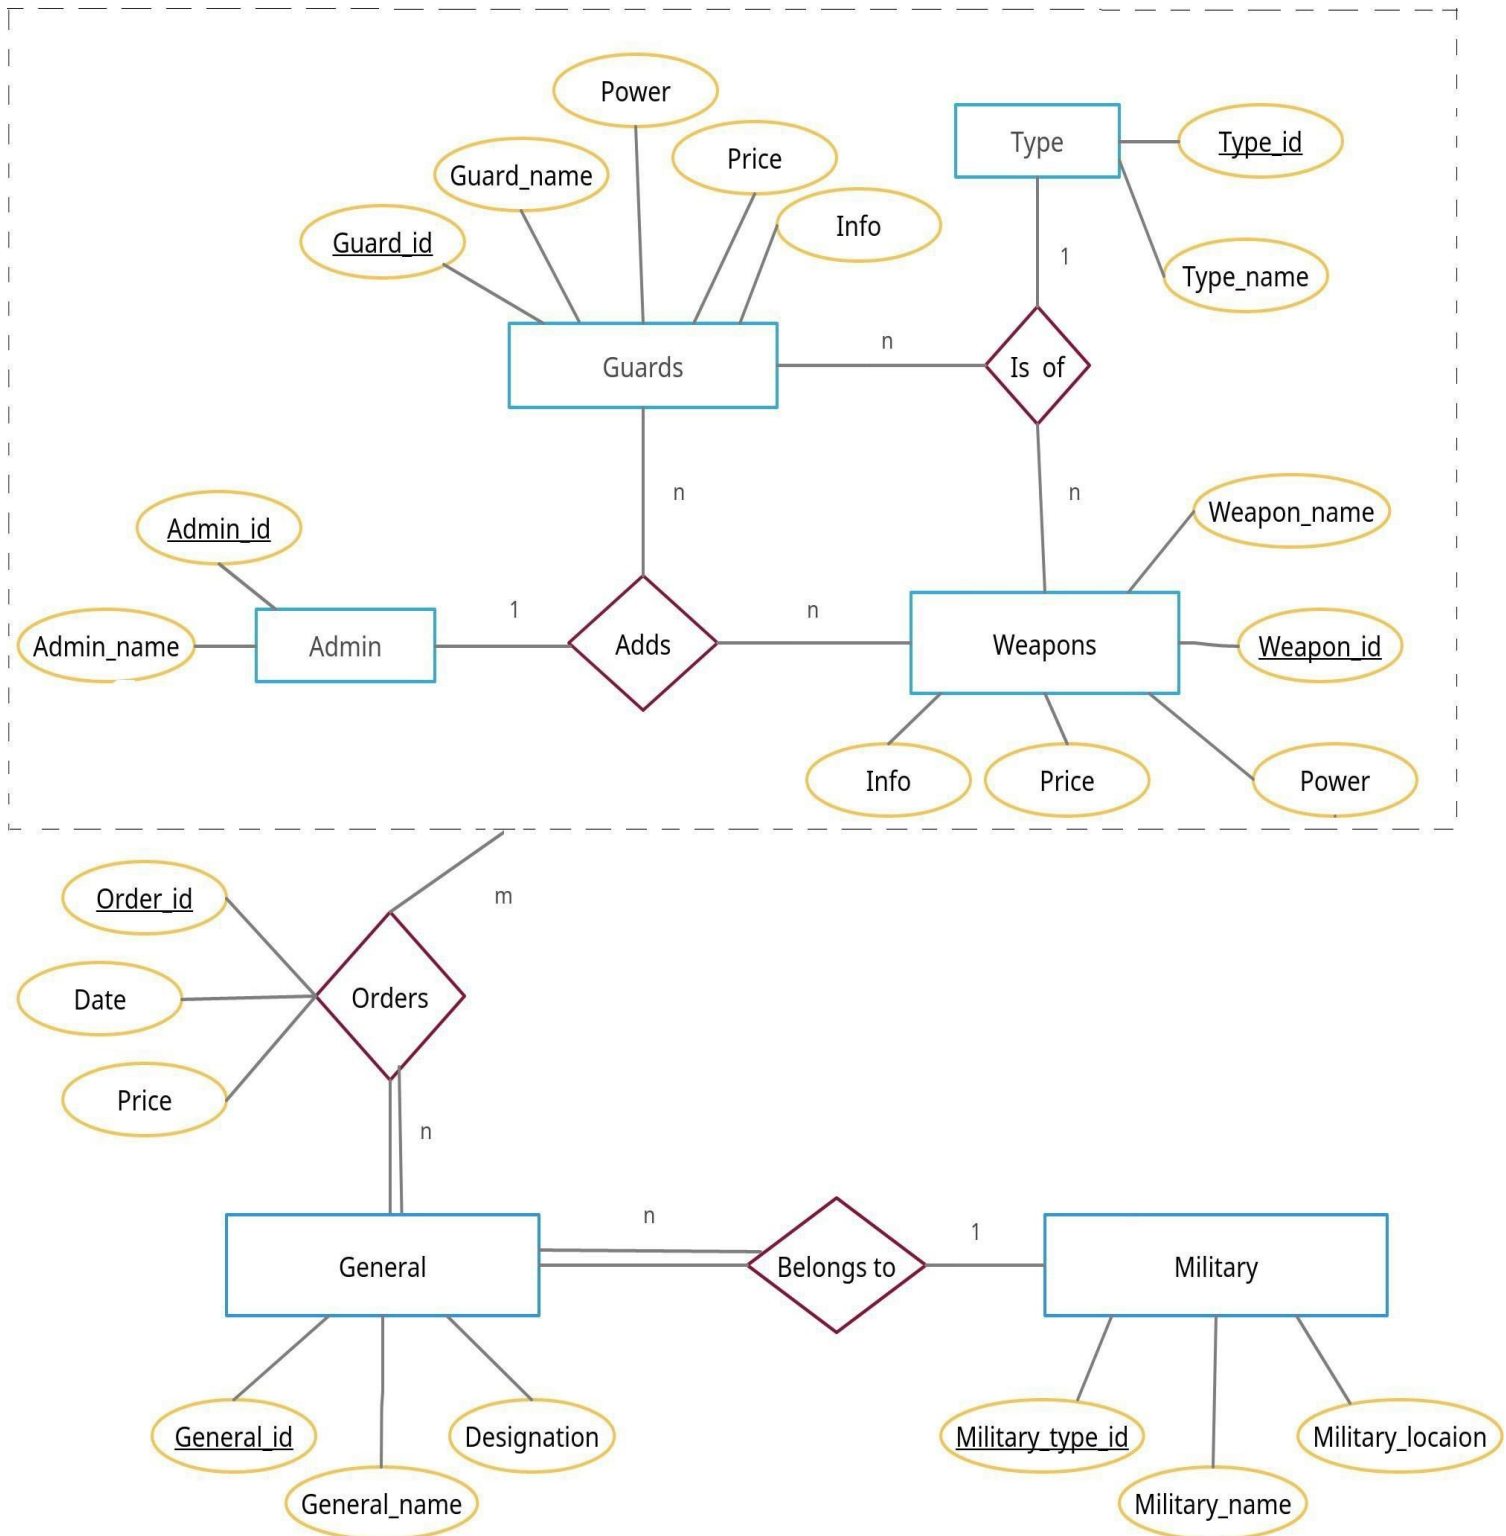 Power
Type
Type_id
Price
Guard_name
Info
Guard_id
1
Type_name
n
Guards
Is of
n
n
Admin_id
Weapon_name
1
n
Admin_name
Admin
Adds
Weapons
Weapon_id
Info
Price
Power
Order_id
m
Date
Orders
Price
n
n
1
General
Belongs to
Military
General_id
Designation
Military_type_id
Military_locaion
General_name
Military_name